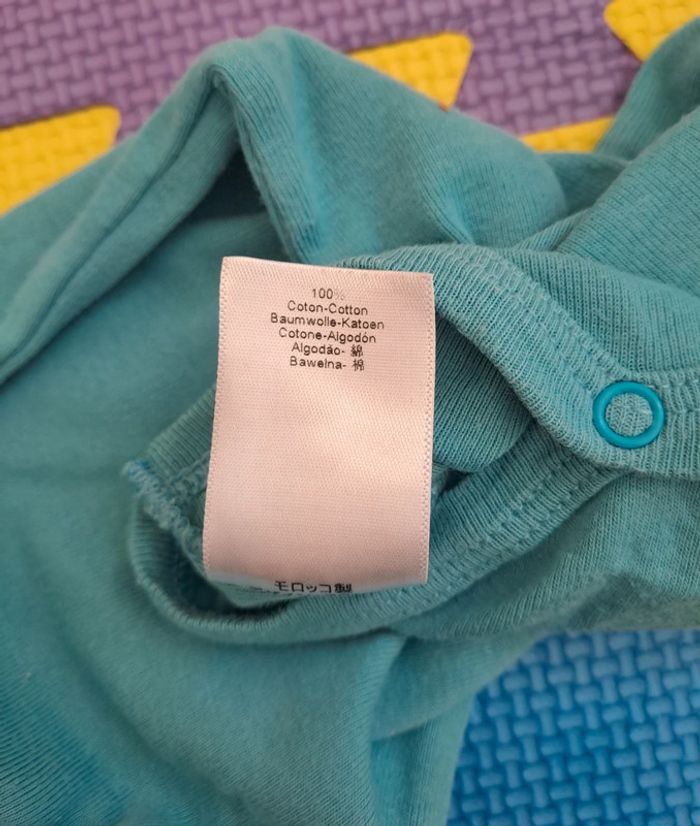 100%
Coton-Cotton
Baumwolle-Katoen
Cotone-Algodón
Algodão- 綿
Bawełna- 棉
モロッコ製